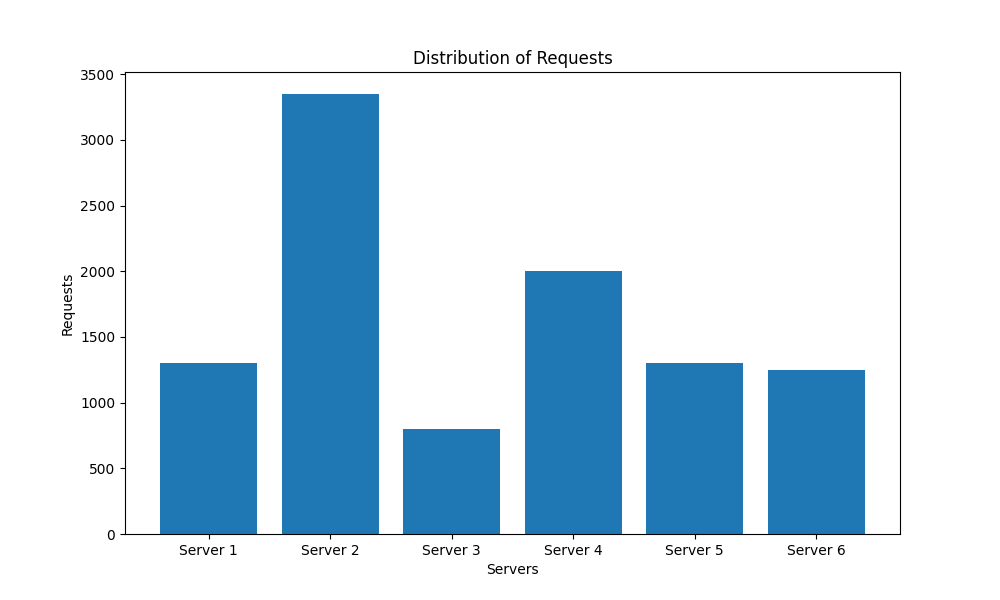 Distribution of Requests
3500
3000
2500
2000
1500
1000
500
0
Requests
Server 1 Server 2 Server 3 Server 4 Server 5 Server 6
Servers